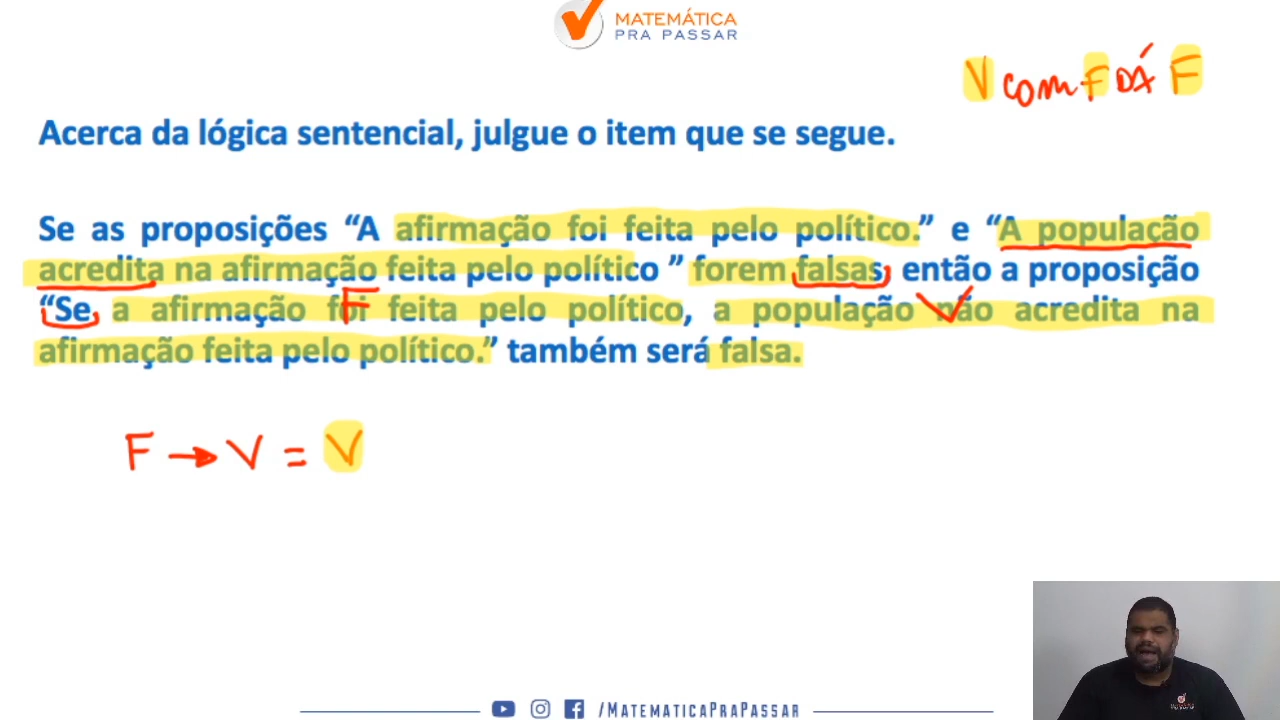 MATEMÁTICA
PRA PASSAR
V com F DÁ F
Acerca da lógica sentencial, julgue o item que se segue.
Se as proposições “A afirmação foi feita pelo político.” e “A população
acredita na afirmação feita pelo político ” forem falsas, então a proposição
“Se a afirmação foi feita pelo político, a população não acredita na
F V
afirmação feita pelo político.” também será falsa.
F → V = V
/MATEMATICAPRAPASSAR